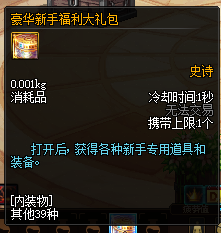 豪华新手福利大礼包
史诗
0.001kg
冷却时间1秒
消耗品
无法交易
携带上限1个
打开后, 获得各种新手专用道具和
装备。
[内装物]
其他39种